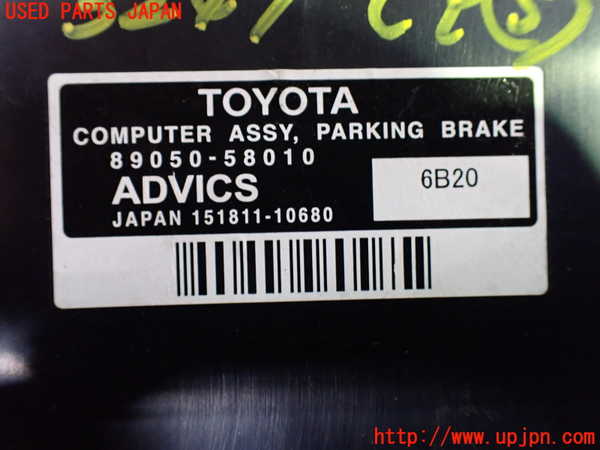 USED PARTS JAPAN
TOYOTA
COMPUTER ASSY, PARKING BRAKE
89050-58010
ADVICS
6B20
JAPAN 151811-10680
http://www.upjpn.com